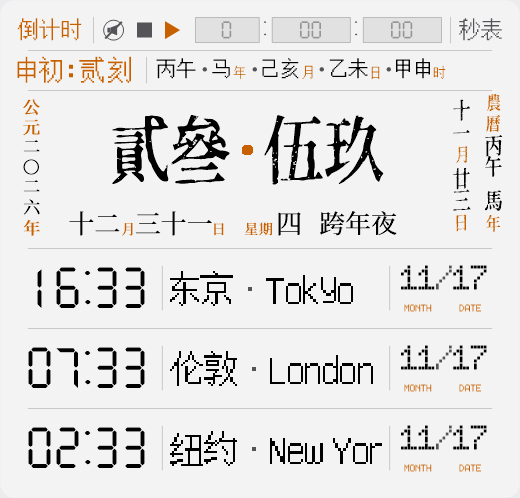 倒计时 0 : 00 : 00 秒表
申初:贰刻 丙午·马年·己亥月·乙未日·甲申时
公元二〇二六年
貳參·伍玖
十一月廿三日
農曆丙午 馬年
十二月三十一日 星期四 跨年夜
16:33 东京 · Tokyo 11/17 MONTH DATE
07:33 伦敦 · London 11/17 MONTH DATE
02:33 纽约 · New Yor 11/17 MONTH DATE